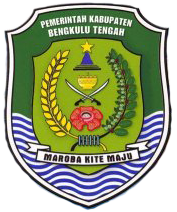 PEMERINTAH KABUPATEN
BENGKULU TENGAH
MAROBA KITE MAJU